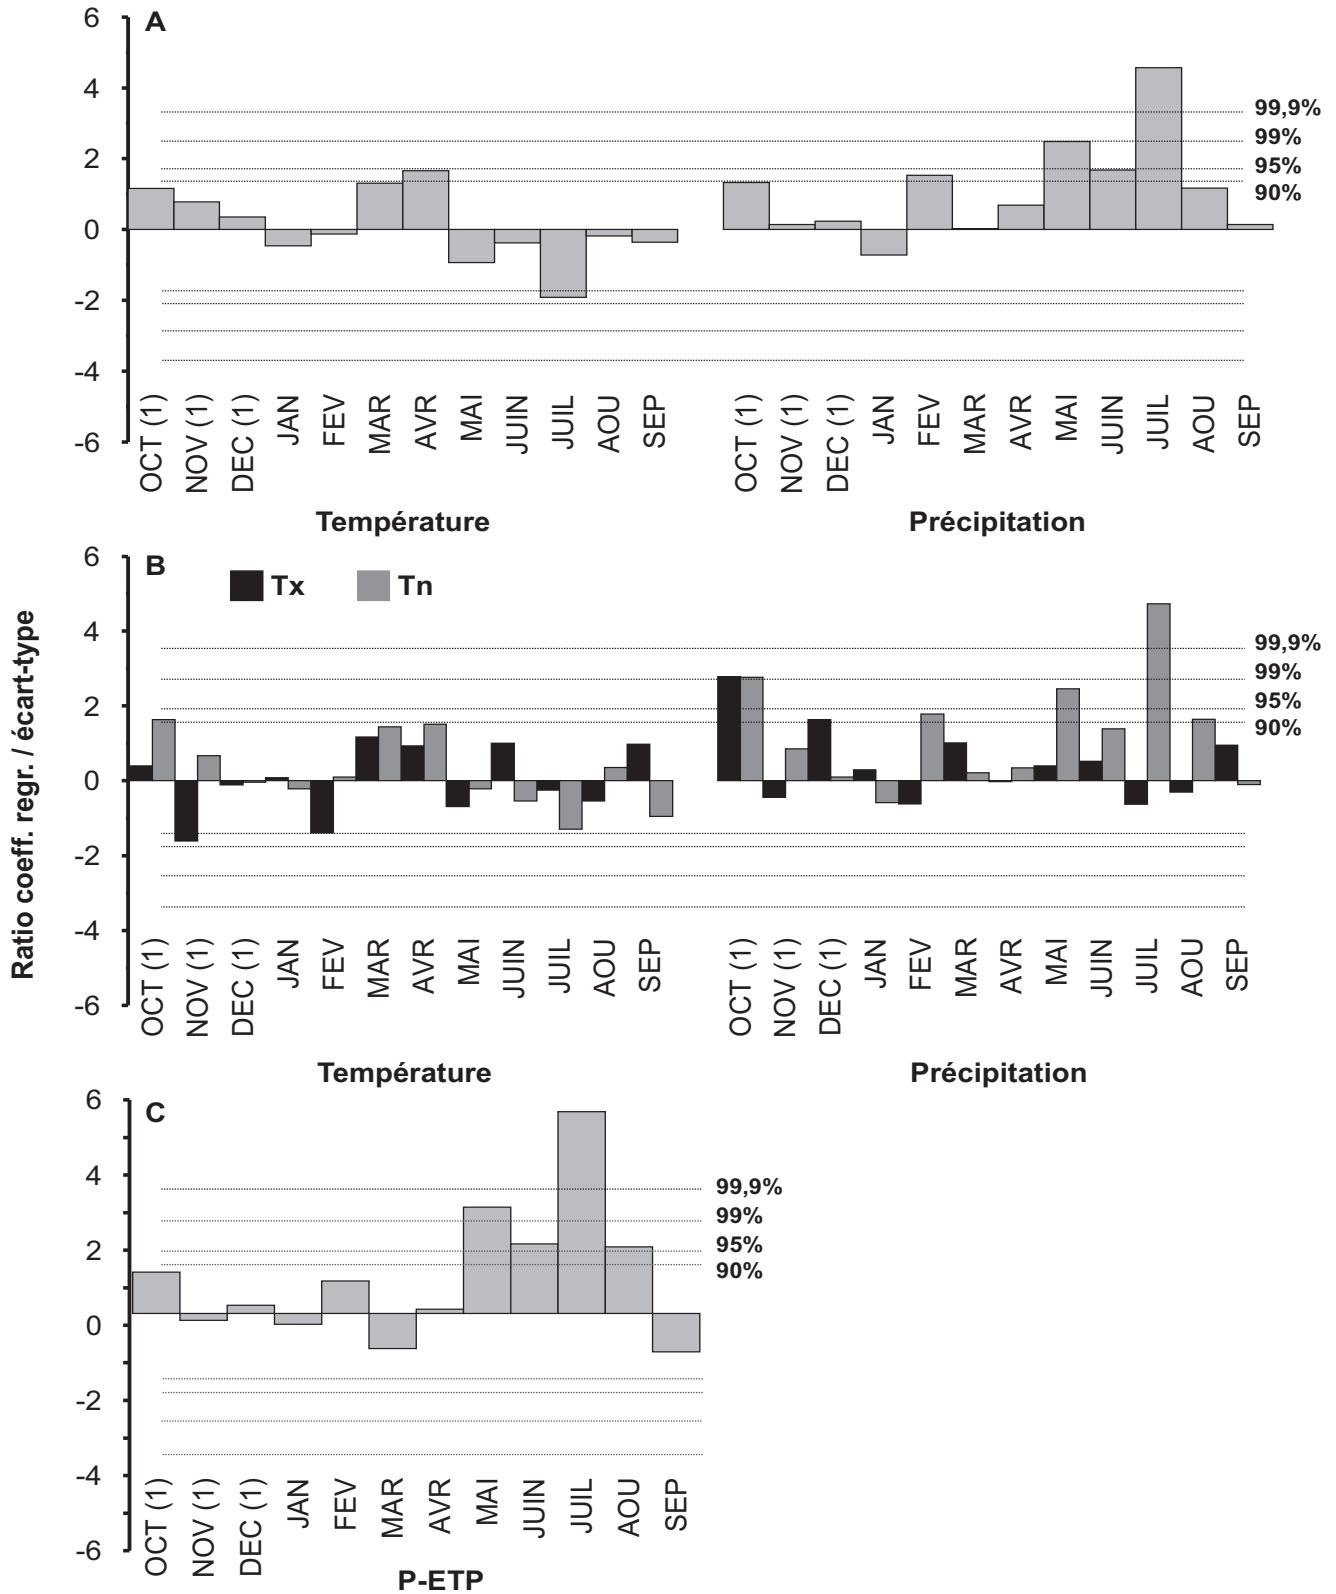 A
6
4
2
0
-2
-4
-6
99,9%
99%
95%
90%
OCT (1) NOV (1) DEC (1) JAN FEV MAR AVR MAI JUIN JUIL AOU SEP
OCT (1) NOV (1) DEC (1) JAN FEV MAR AVR MAI JUIN JUIL AOU SEP
Température
Précipitation
Ratio coeff. regr. / écart-type
B
Tx
Tn
6
4
2
0
-2
-4
-6
99,9%
99%
95%
90%
OCT (1) NOV (1) DEC (1) JAN FEV MAR AVR MAI JUIN JUIL AOU SEP
OCT (1) NOV (1) DEC (1) JAN FEV MAR AVR MAI JUIN JUIL AOU SEP
Température
Précipitation
C
6
4
2
0
-2
-4
-6
99,9%
99%
95%
90%
OCT (1) NOV (1) DEC (1) JAN FEV MAR AVR MAI JUIN JUIL AOU SEP
P-ETP